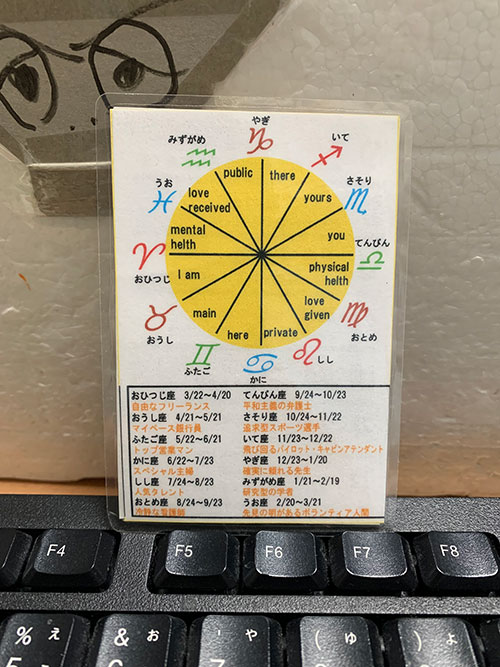 やぎ
みずがめ
いて
うお
さそり
public
there
love
received
yours
mental
helth
you
てんびん
おひつじ
I am
physical
helth
main
love
given
おうし
here
private
おとめ
ふたご
しし
かに
おひつじ座 3/22〜4/20 てんびん座 9/24〜10/23
自由なフリーランス 平和主義の弁護士
おうし座 4/21〜5/21 さそり座 10/24〜11/22
マイペース銀行員 追求型スポーツ選手
ふたご座 5/22〜6/21 いて座 11/23〜12/22
トップ営業マン 飛び回るパイロット・キャビンアテンダント
かに座 6/22〜7/23 やぎ座 12/23〜1/20
スペシャル主婦 確実に頼れる先生
しし座 7/24〜8/23 みずがめ座 1/21〜2/19
人気タレント 研究型の学者
おとめ座 8/24〜9/23 うお座 2/20〜3/21
冷静な看護師 先見の明があるボランティア人間
F4 F5 F6 F7 F8
% え & お ' や ( ゆ ) よ